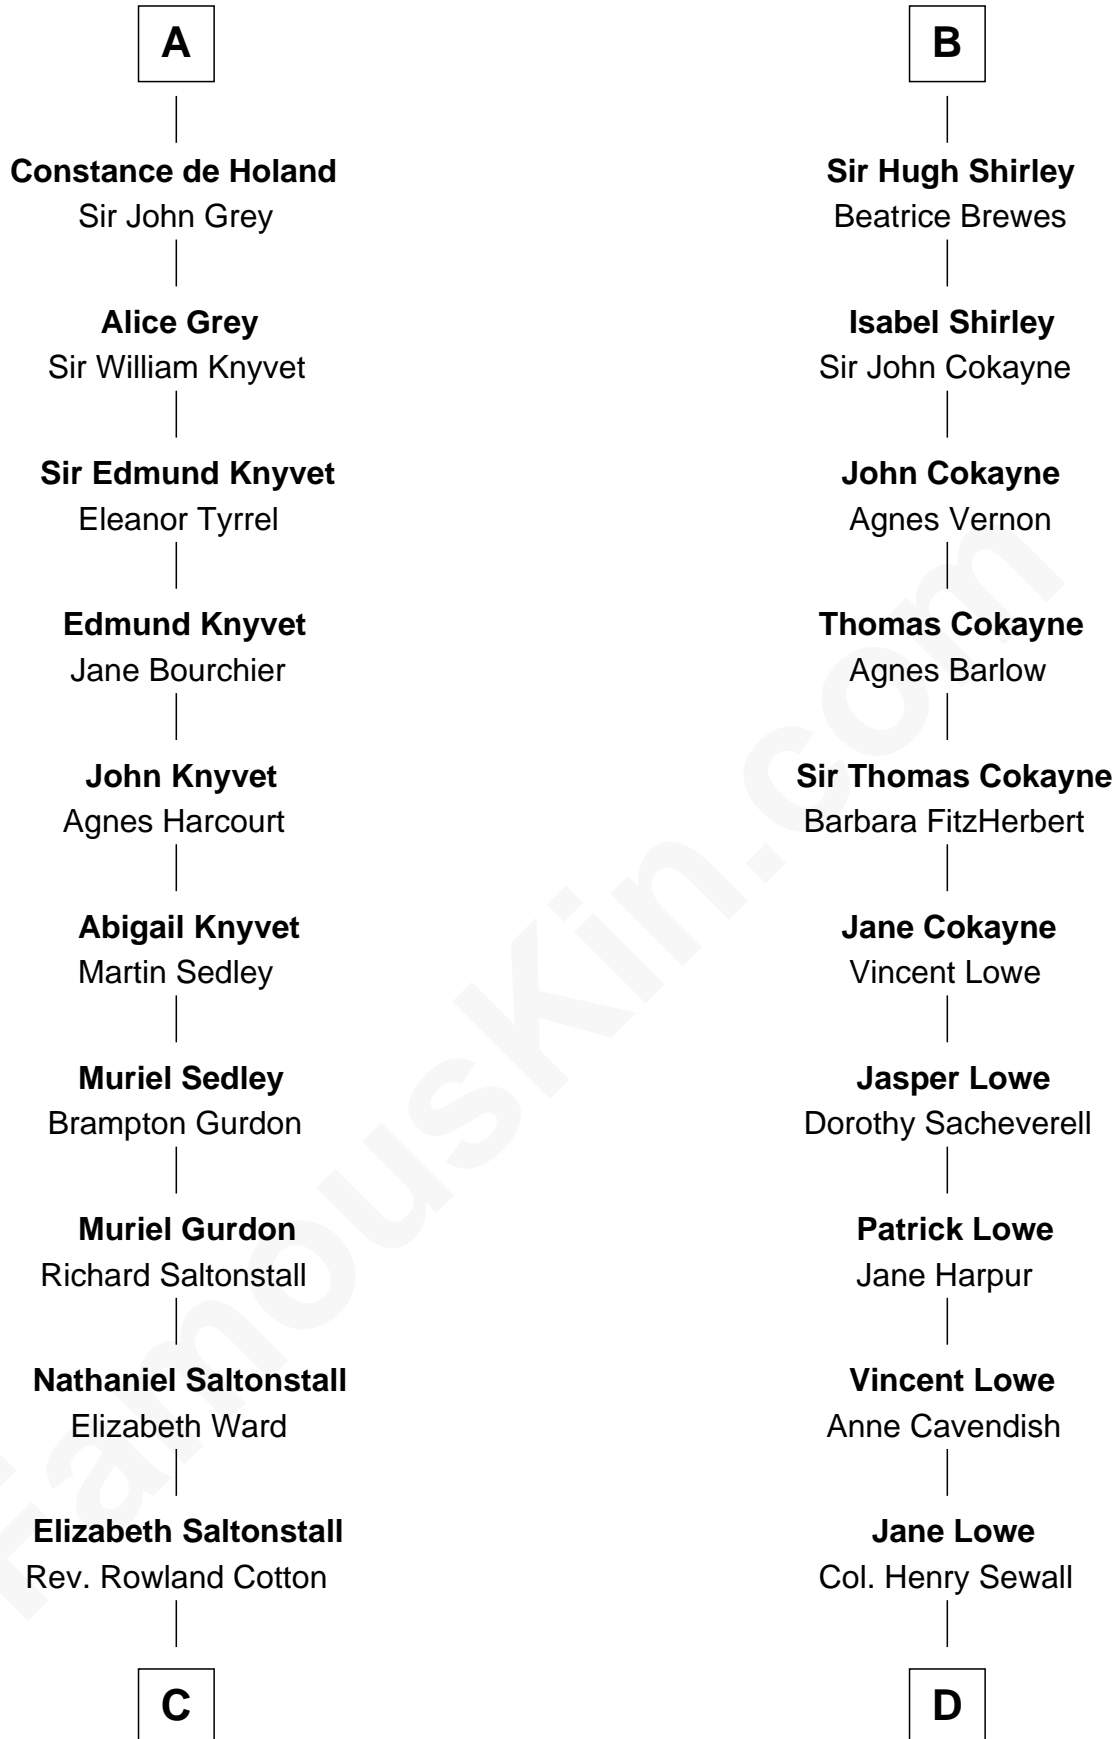 A
Constance de Holand
Sir John Grey
Alice Grey
Sir William Knyvet
Sir Edmund Knyvet
Eleanor Tyrrel
Edmund Knyvet
Jane Bourchier
John Knyvet
Agnes Harcourt
Abigail Knyvet
Martin Sedley
Muriel Sedley
Brampton Gurdon
Muriel Gurdon
Richard Saltonstall
Nathaniel Saltonstall
Elizabeth Ward
Elizabeth Saltonstall
Rev. Rowland Cotton
C
B
Sir Hugh Shirley
Beatrice Brewes
Isabel Shirley
Sir John Cokayne
John Cokayne
Agnes Vernon
Thomas Cokayne
Agnes Barlow
Sir Thomas Cokayne
Barbara FitzHerbert
Jane Cokayne
Vincent Lowe
Jasper Lowe
Dorothy Sacheverell
Patrick Lowe
Jane Harpur
Vincent Lowe
Anne Cavendish
Jane Lowe
Col. Henry Sewall
D
FamousKin.com